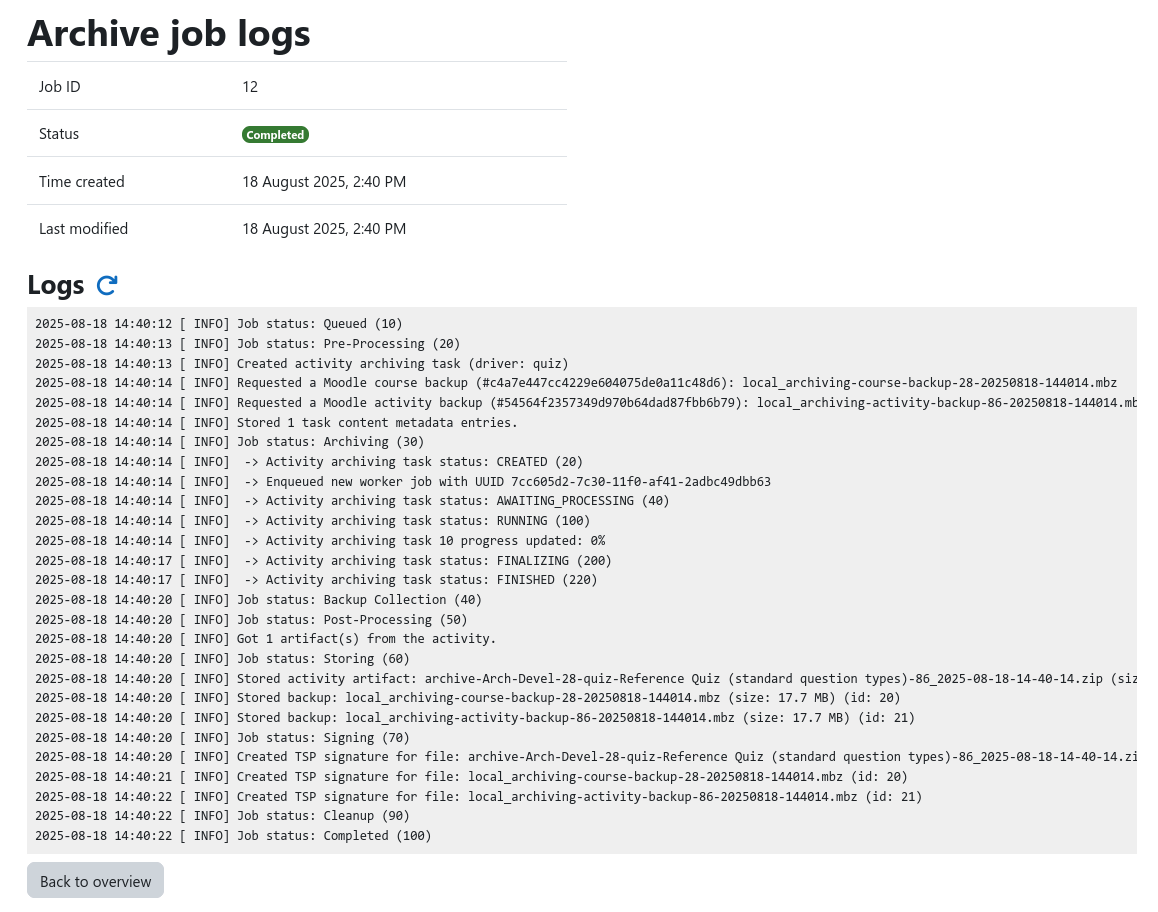 Archive job logs
Job ID 12
Status Completed
Time created 18 August 2025, 2:40 PM
Last modified 18 August 2025, 2:40 PM
Logs
2025-08-18 14:40:12 [ INFO] Job status: Queued (10)
2025-08-18 14:40:13 [ INFO] Job status: Pre-Processing (20)
2025-08-18 14:40:13 [ INFO] Created activity archiving task (driver: quiz)
2025-08-18 14:40:14 [ INFO] Requested a Moodle course backup (#c4a7e447cc4229e604075de0a11c48d6): local_archiving-course-backup-28-20250818-144014.mbz
2025-08-18 14:40:14 [ INFO] Requested a Moodle activity backup (#54564f2357349d970b64dad87fbb6b79): local_archiving-activity-backup-86-20250818-144014.mb
2025-08-18 14:40:14 [ INFO] Stored 1 task content metadata entries.
2025-08-18 14:40:14 [ INFO] Job status: Archiving (30)
2025-08-18 14:40:14 [ INFO]  -> Activity archiving task status: CREATED (20)
2025-08-18 14:40:14 [ INFO]  -> Enqueued new worker job with UUID 7cc605d2-7c30-11f0-af41-2adbc49dbb63
2025-08-18 14:40:14 [ INFO]  -> Activity archiving task status: AWAITING_PROCESSING (40)
2025-08-18 14:40:14 [ INFO]  -> Activity archiving task status: RUNNING (100)
2025-08-18 14:40:14 [ INFO]  -> Activity archiving task 10 progress updated: 0%
2025-08-18 14:40:17 [ INFO]  -> Activity archiving task status: FINALIZING (200)
2025-08-18 14:40:17 [ INFO]  -> Activity archiving task status: FINISHED (220)
2025-08-18 14:40:20 [ INFO] Job status: Backup Collection (40)
2025-08-18 14:40:20 [ INFO] Job status: Post-Processing (50)
2025-08-18 14:40:20 [ INFO] Got 1 artifact(s) from the activity.
2025-08-18 14:40:20 [ INFO] Job status: Storing (60)
2025-08-18 14:40:20 [ INFO] Stored activity artifact: archive-Arch-Devel-28-quiz-Reference Quiz (standard question types)-86_2025-08-18-14-40-14.zip (siz
2025-08-18 14:40:20 [ INFO] Stored backup: local_archiving-course-backup-28-20250818-144014.mbz (size: 17.7 MB) (id: 20)
2025-08-18 14:40:20 [ INFO] Stored backup: local_archiving-activity-backup-86-20250818-144014.mbz (size: 17.7 MB) (id: 21)
2025-08-18 14:40:20 [ INFO] Job status: Signing (70)
2025-08-18 14:40:20 [ INFO] Created TSP signature for file: archive-Arch-Devel-28-quiz-Reference Quiz (standard question types)-86_2025-08-18-14-40-14.zi
2025-08-18 14:40:21 [ INFO] Created TSP signature for file: local_archiving-course-backup-28-20250818-144014.mbz (id: 20)
2025-08-18 14:40:22 [ INFO] Created TSP signature for file: local_archiving-activity-backup-86-20250818-144014.mbz (id: 21)
2025-08-18 14:40:22 [ INFO] Job status: Cleanup (90)
2025-08-18 14:40:22 [ INFO] Job status: Completed (100)
Back to overview